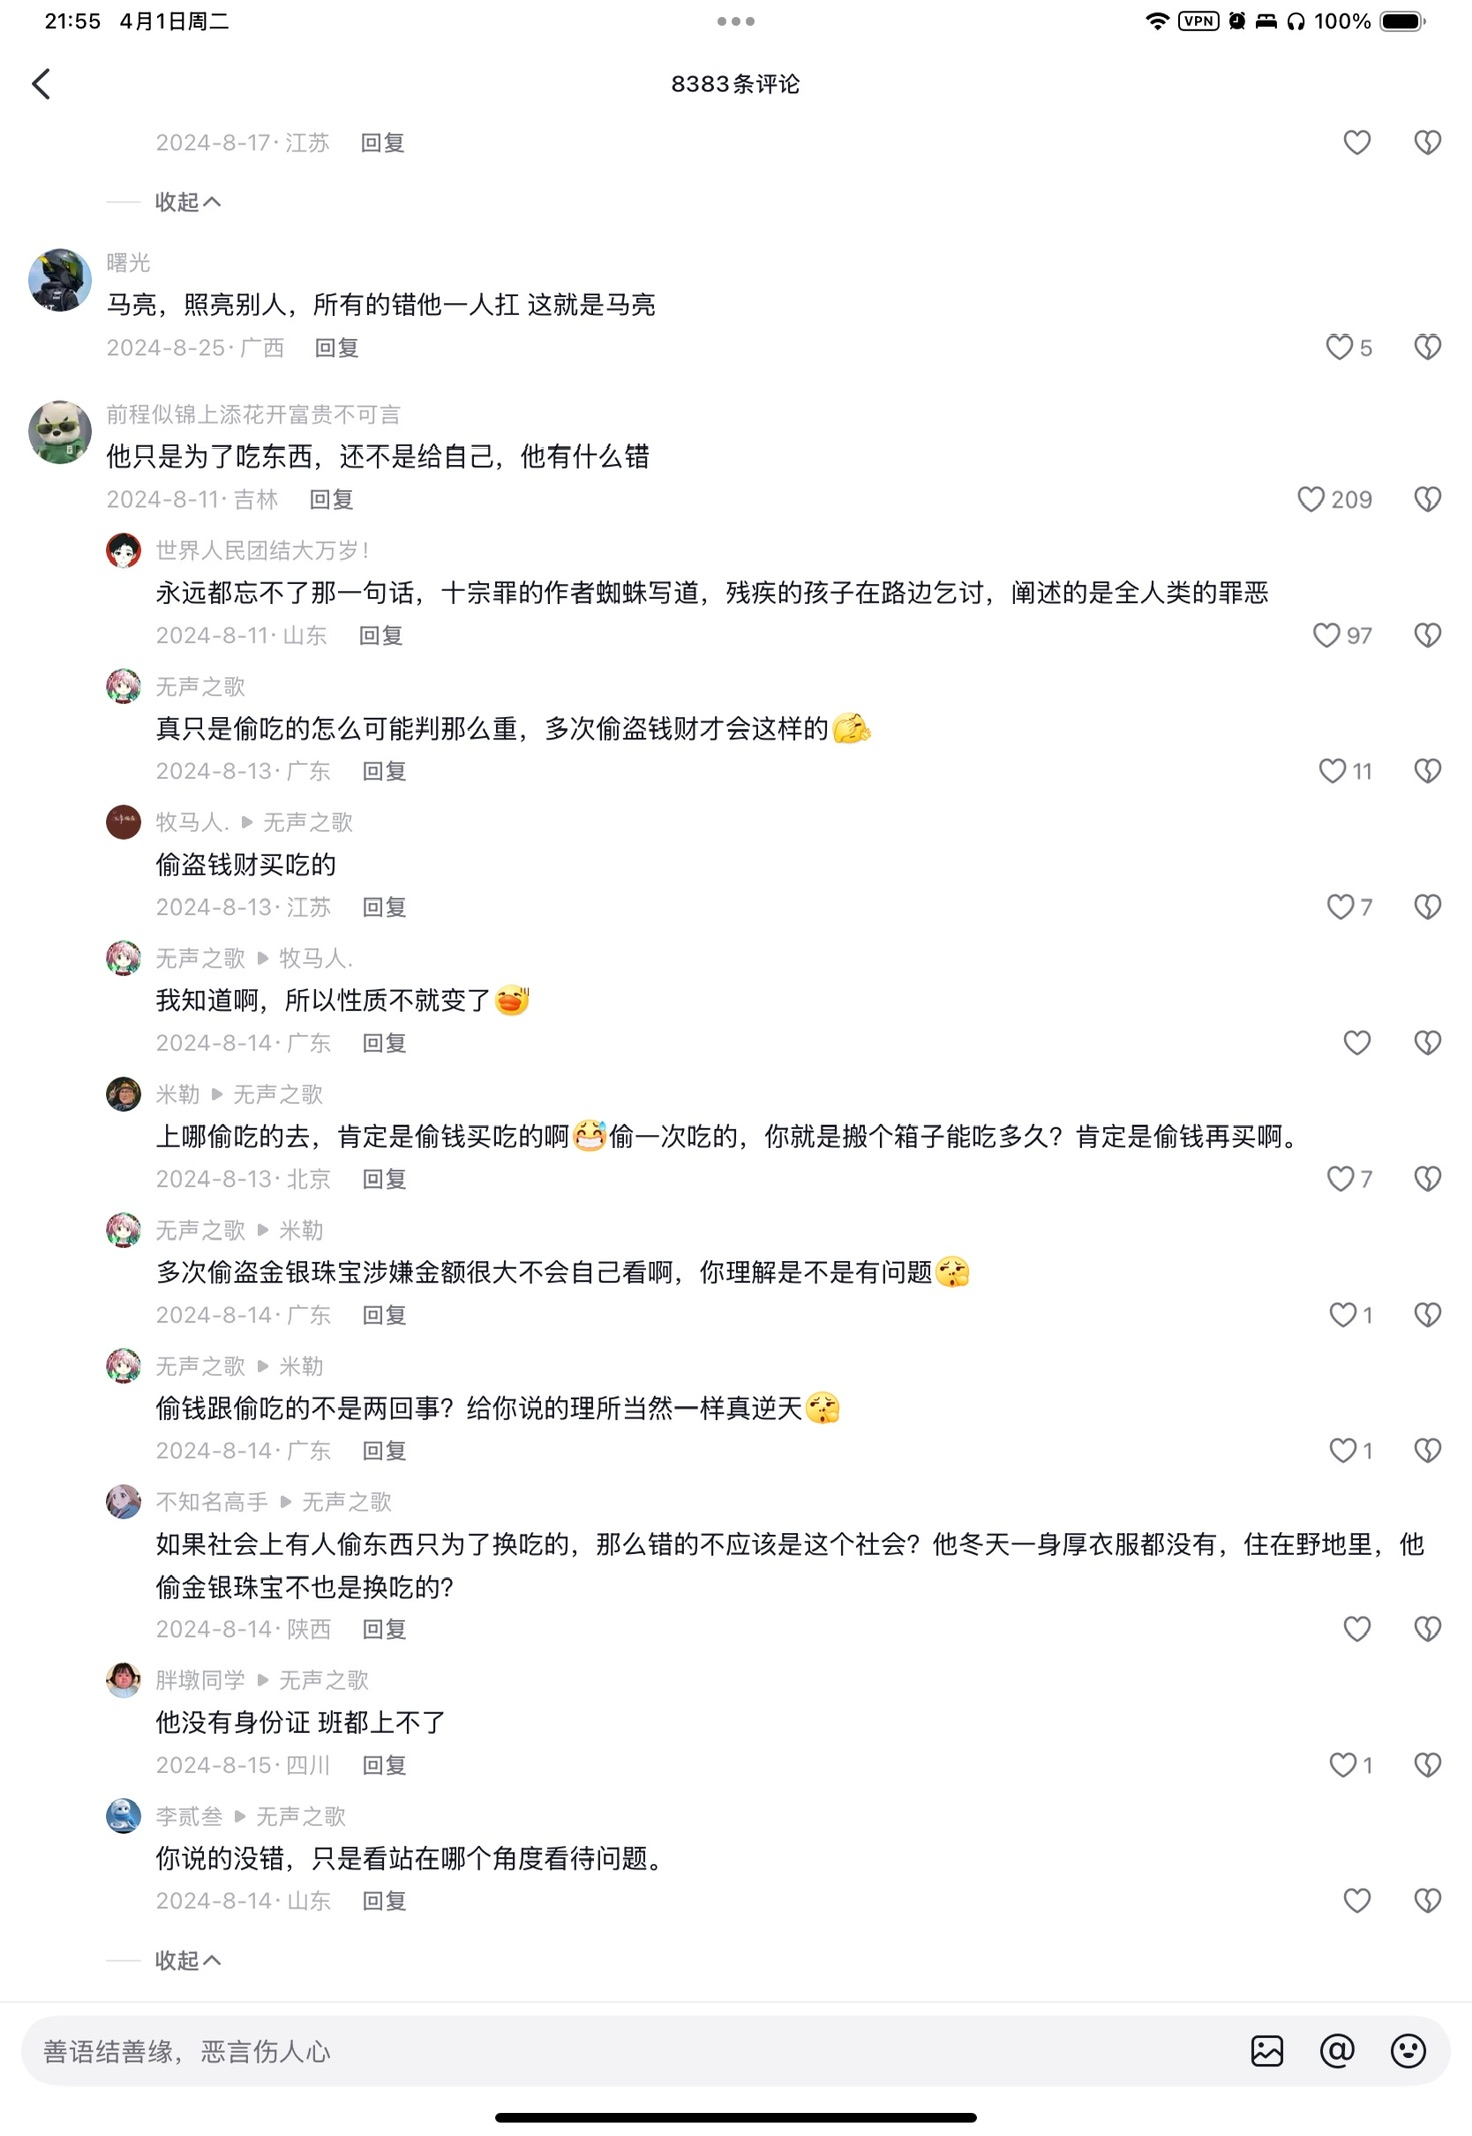 21:55 4月1日周二
VPN 100%
8383条评论
2024-8-17·江苏 回复
收起
曙光
马亮，照亮别人，所有的错他一人扛 这就是马亮
2024-8-25·广西 回复
5
前程似锦上添花开富贵不可言
他只是为了吃东西，还不是给自己，他有什么错
2024-8-11·吉林 回复
209
世界人民团结大万岁！
永远都忘不了那一句话，十宗罪的作者蜘蛛写道，残疾的孩子在路边乞讨，阐述的是全人类的罪恶
2024-8-11·山东 回复
97
无声之歌
真只是偷吃的怎么可能判那么重，多次偷盗钱财才会这样的
2024-8-13·广东 回复
11
牧马人. 无声之歌
偷盗钱财买吃的
2024-8-13·江苏 回复
7
无声之歌 牧马人.
我知道啊，所以性质不就变了
2024-8-14·广东 回复
米勒 无声之歌
上哪偷吃的去，肯定是偷钱买吃的啊😅偷一次吃的，你就是搬个箱子能吃多久？肯定是偷钱再买啊。
2024-8-13·北京 回复
7
无声之歌 米勒
多次偷盗金银珠宝涉嫌金额很大不会自己看啊，你理解是不是有问题
2024-8-14·广东 回复
1
无声之歌 米勒
偷钱跟偷吃的不是两回事？给你说的理所当然一样真逆天
2024-8-14·广东 回复
1
不知名高手 无声之歌
如果社会上有人偷东西只为了换吃的，那么错的不应该是这个社会？他冬天一身厚衣服都没有，住在野地里，他
偷金银珠宝不也是换吃的？
2024-8-14·陕西 回复
胖墩同学 无声之歌
他没有身份证 班都上不了
2024-8-15·四川 回复
1
李贰叁 无声之歌
你说的没错，只是看站在哪个角度看待问题。
2024-8-14·山东 回复
收起
善语结善缘，恶言伤人心